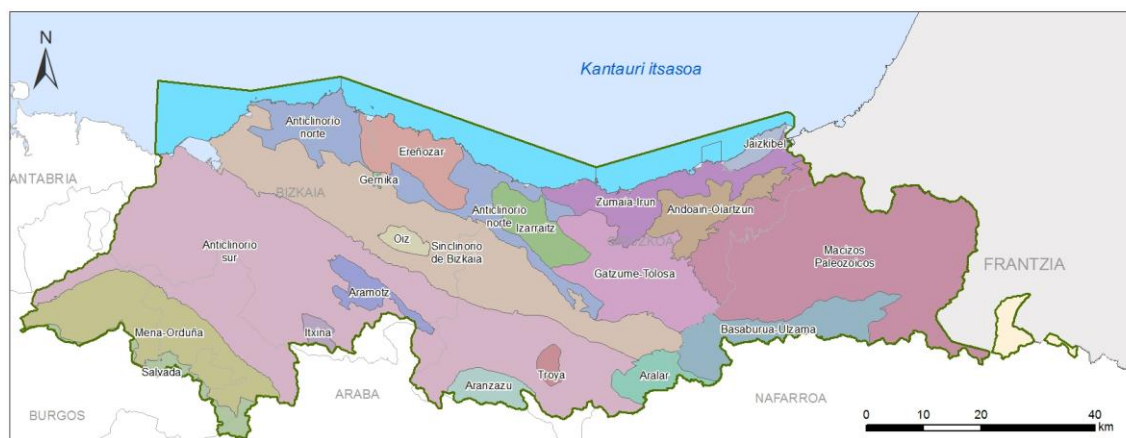 N
Kantauri itsasoa
Anticlinorio
norte
Jaizkibel
Ereñozar
ANTABRIA
Gernika
BIZKAIA
Zumaia-Irun
Andoain-Oiartzun
Anticlinorio
norte
Izarraitz
Oiz
Sinclinorio
de Bizkaia
Anticlinorio
sur
Macizos
Paleozoicos
FRANTZIA
Gatzume-Tolosa
Aramotz
Mena-Orduña
Itxina
Basaburua-Ulzama
Salvada
Troya
Aralar
Aranzazu
ARABA
NAFARROA
BURGOS
0 10 20 40
km